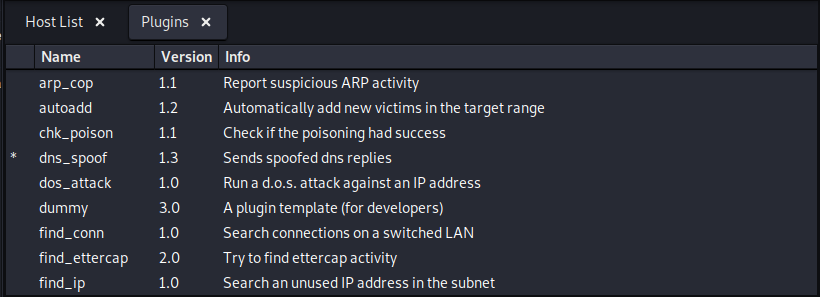 Host List × Plugins ×
Name Version Info
arp_cop 1.1 Report suspicious ARP activity
autoadd 1.2 Automatically add new victims in the target range
chk_poison 1.1 Check if the poisoning had success
* dns_spoof 1.3 Sends spoofed dns replies
dos_attack 1.0 Run a d.o.s. attack against an IP address
dummy 3.0 A plugin template (for developers)
find_conn 1.0 Search connections on a switched LAN
find_ettercap 2.0 Try to find ettercap activity
find_ip 1.0 Search an unused IP address in the subnet